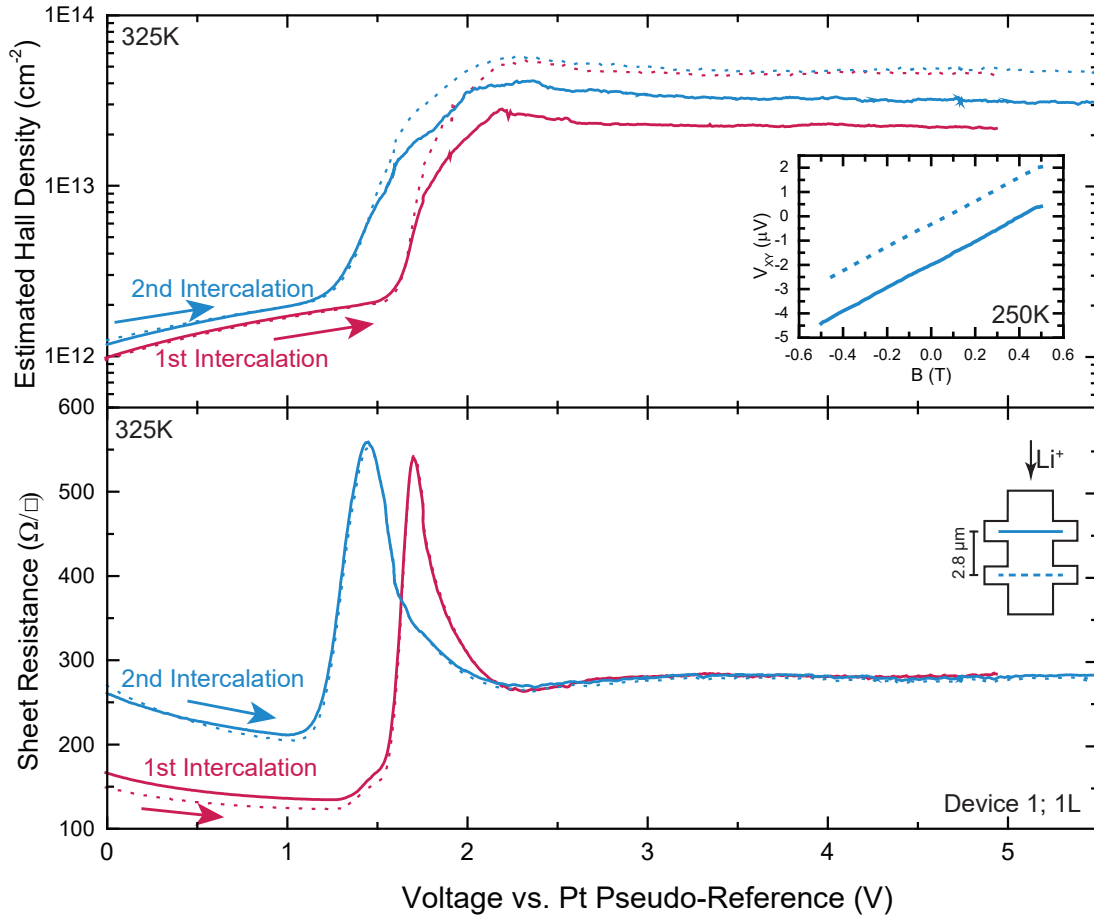 325K
Estimated Hall Density (cm⁻²)
1E14
1E13
1E12
2nd Intercalation
1st Intercalation
V_XY (µV)
2
1
0
-1
-2
-3
-4
-5
250K
-0.6 -0.4 -0.2 0.0 0.2 0.4 0.6
B (T)
325K
Sheet Resistance (Ω/□)
600
500
400
300
200
100
Li⁺
2.8 µm
2nd Intercalation
1st Intercalation
Device 1; 1L
0 1 2 3 4 5
Voltage vs. Pt Pseudo-Reference (V)